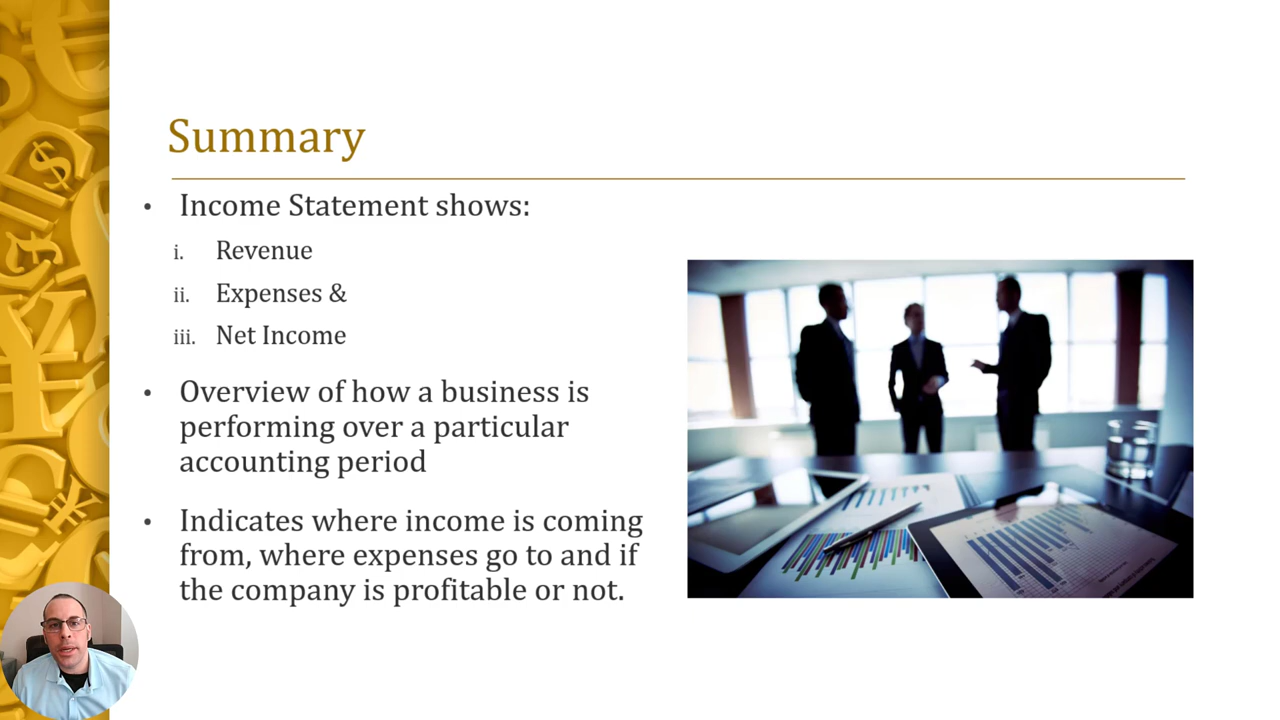 Summary
• Income Statement shows:
i. Revenue
ii. Expenses &
iii. Net Income
• Overview of how a business is
performing over a particular
accounting period
• Indicates where income is coming
from, where expenses go to and if
the company is profitable or not.